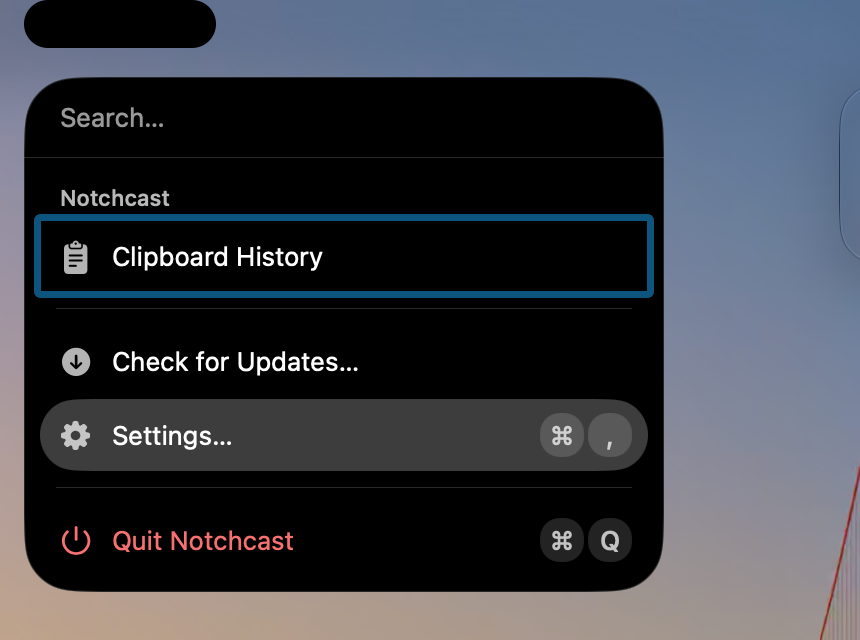 Search...
Notchcast
Clipboard History
Check for Updates...
Settings... ⌘ ,
Quit Notchcast ⌘ Q